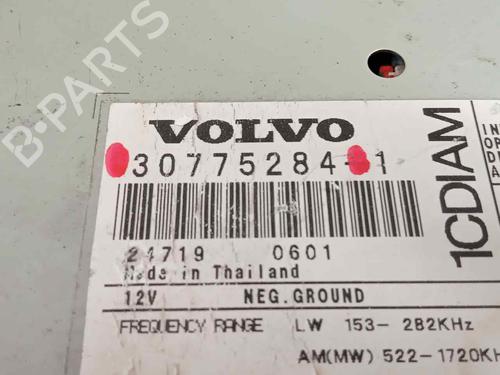 B-PARTS
VOLVO
30775284-1
24719 0601
Made in Thailand
12V NEG.GROUND
FREQUENCY RANGE LW 153-282KHz
AM(MW) 522-1720KH
1CDIAM